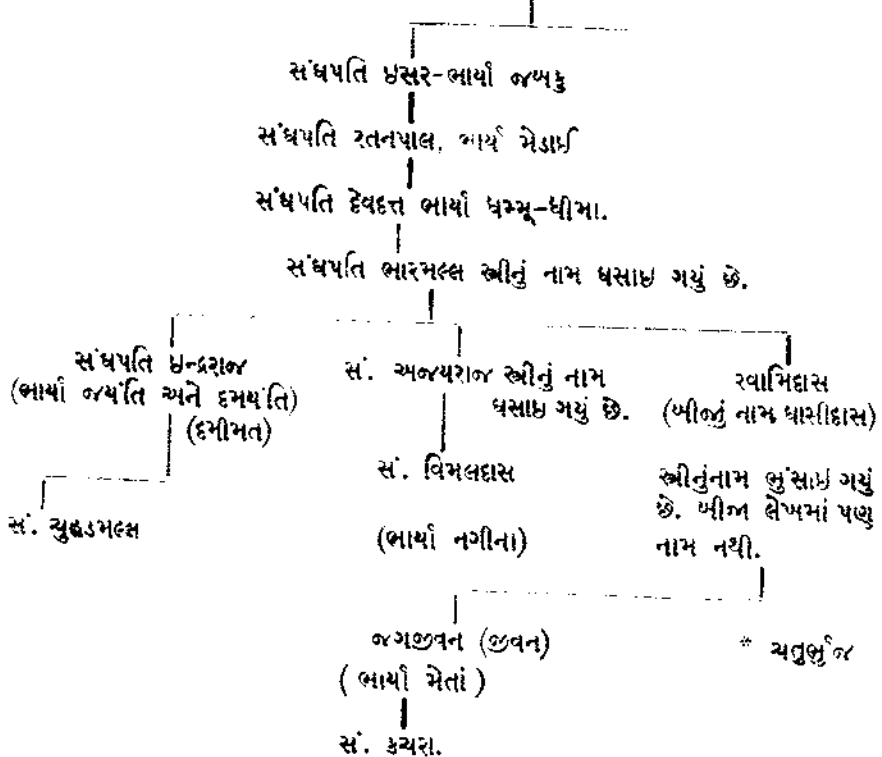 સંઘપતિ ઇસર-ભાર્યા જબકુ
સંઘપતિ રતનપાલ, ભાર્યા મેડાઈ
સંઘપતિ દેવદત્ત ભાર્યા ધમ્મૂ-ધીમા.
સંઘપતિ ભારમલ્લ સ્ત્રીનું નામ ઘસાઇ ગયું છે.
સંઘપતિ ઇન્દ્રરાજ
(ભાર્યા જયંતિ અને દમયંતિ)
(દમીમત)
સં. અજયરાજ સ્ત્રીનું નામ
ઘસાઇ ગયું છે.
સ્વામિદાસ
(બીજું નામ ઘાસીદાસ)
સં. ચુહડમલ્લ
સં. વિમલદાસ
(ભાર્યા નગીના)
સ્ત્રીનુંનામ ભુંસાઇ ગયું
છે. બીજા લેખમાં પણ
નામ નથી.
જગજીવન (જીવન)
( ભાર્યા મેતાં )
* ચતુર્ભુજ
સં. કચરા.